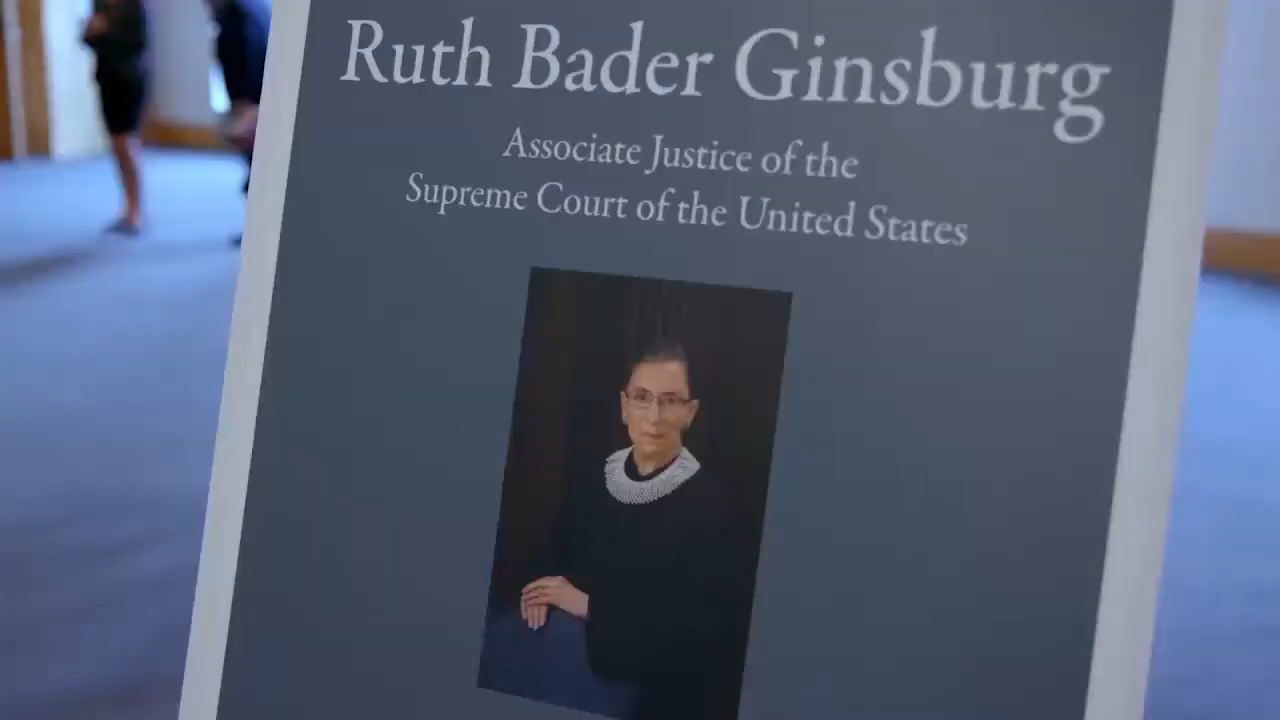 Ruth Bader Ginsburg
Associate Justice of the
Supreme Court of the United States